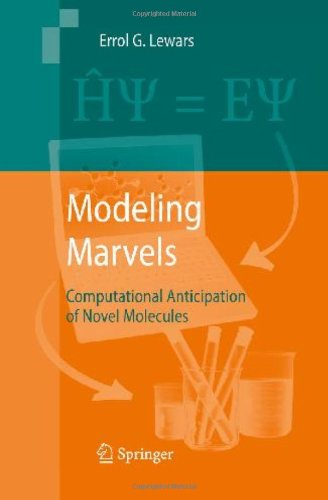 Errol G. Lewars
ĤΨ = EΨ
Modeling
Marvels
Computational Anticipation
of Novel Molecules
Springer